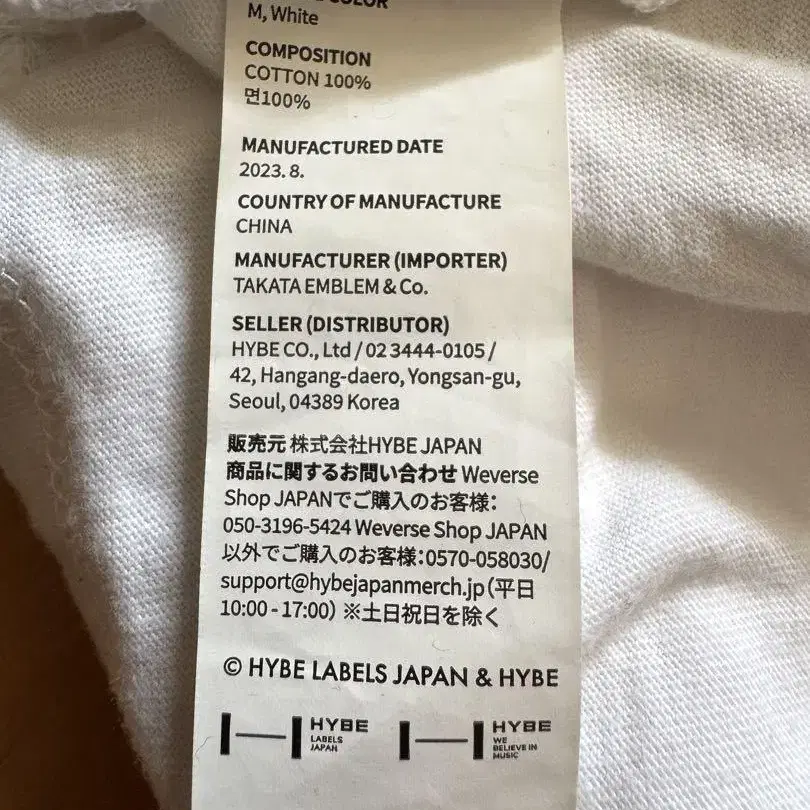 COLOR
M, White
COMPOSITION
COTTON 100%
면100%
MANUFACTURED DATE
2023. 8.
COUNTRY OF MANUFACTURE
CHINA
MANUFACTURER (IMPORTER)
TAKATA EMBLEM & Co.
SELLER (DISTRIBUTOR)
HYBE CO., Ltd / 02 3444-0105 /
42, Hangang-daero, Yongsan-gu,
Seoul, 04389 Korea
販売元 株式会社HYBE JAPAN
商品に関するお問い合わせ Weverse
Shop JAPANでご購入のお客様：
050-3196-5424 Weverse Shop JAPAN
以外でご購入のお客様：0570-058030/
support@hybejapanmerch.jp（平日
10:00 - 17:00）※土日祝日を除く
© HYBE LABELS JAPAN & HYBE
HYBE
LABELS
JAPAN
HYBE
WE
BELIEVE IN
MUSIC